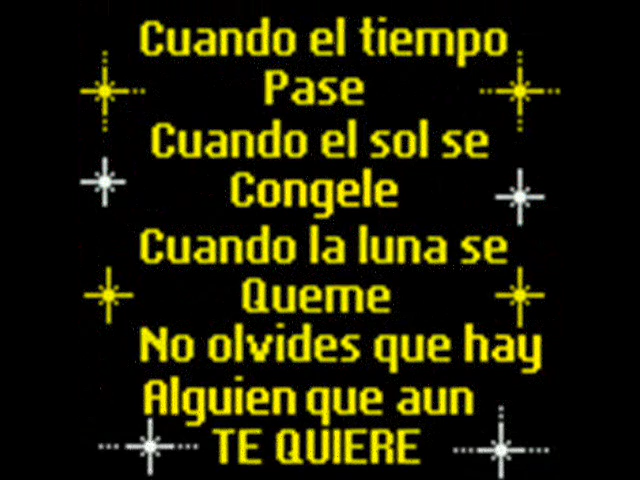 Cuando el tiempo
Pase
Cuando el sol se
Congele
Cuando la luna se
Queme
No olvides que hay
Alguien que aun
TE QUIERE